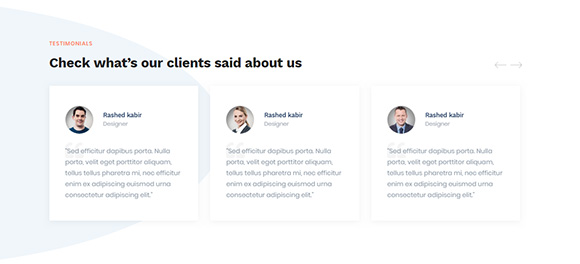 TESTIMONIALS
Check what's our clients said about us
Rashed kabir
Designer
"Sed efficitur dapibus porta. Nulla
porta, velit eget porttitor aliquam,
tellus tellus pharetra mi, nec efficitur
enim ex adipiscing euismod urna
consectetur adipiscing elit."
Rashed kabir
Designer
"Sed efficitur dapibus porta. Nulla
porta, velit eget porttitor aliquam,
tellus tellus pharetra mi, nec efficitur
enim ex adipiscing euismod urna
consectetur adipiscing elit."
Rashed kabir
Designer
"Sed efficitur dapibus porta. Nulla
porta, velit eget porttitor aliquam,
tellus tellus pharetra mi, nec efficitur
enim ex adipiscing euismod urna
consectetur adipiscing elit."